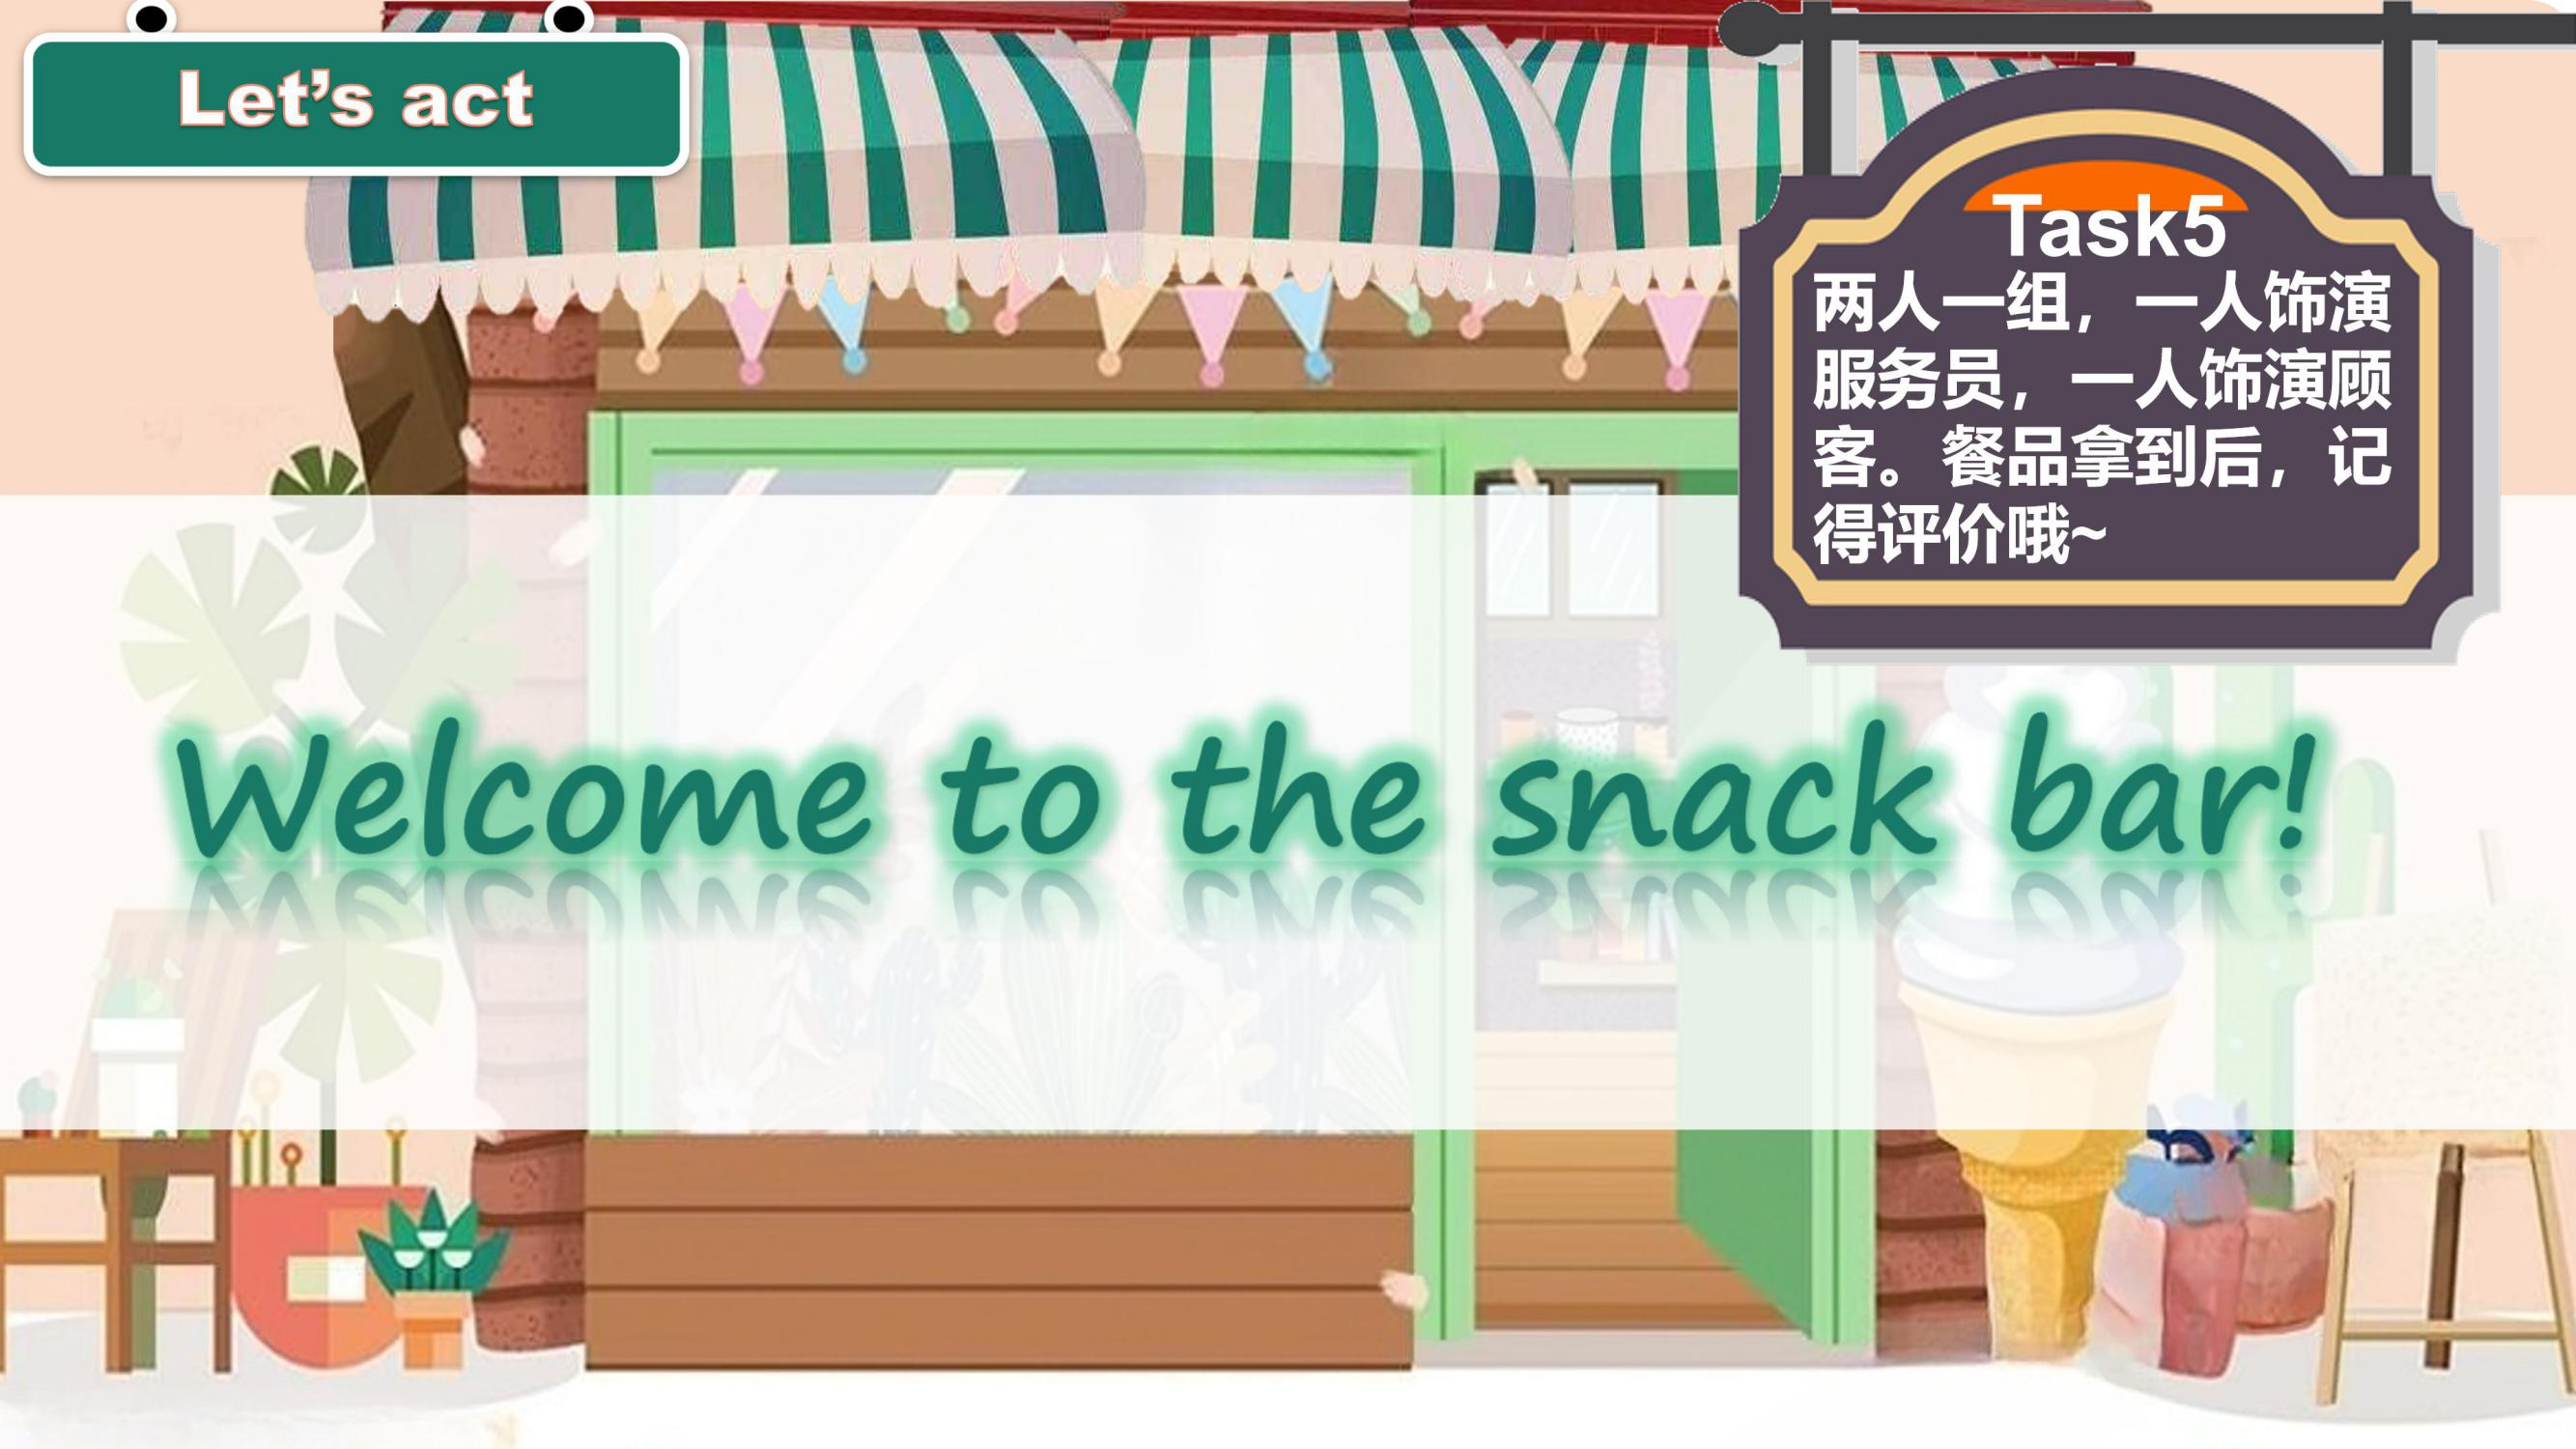 Let’s act
Task5
两人一组，一人饰演
服务员，一人饰演顾
客。餐品拿到后，记
得评价哦~
Welcome to the snack bar!